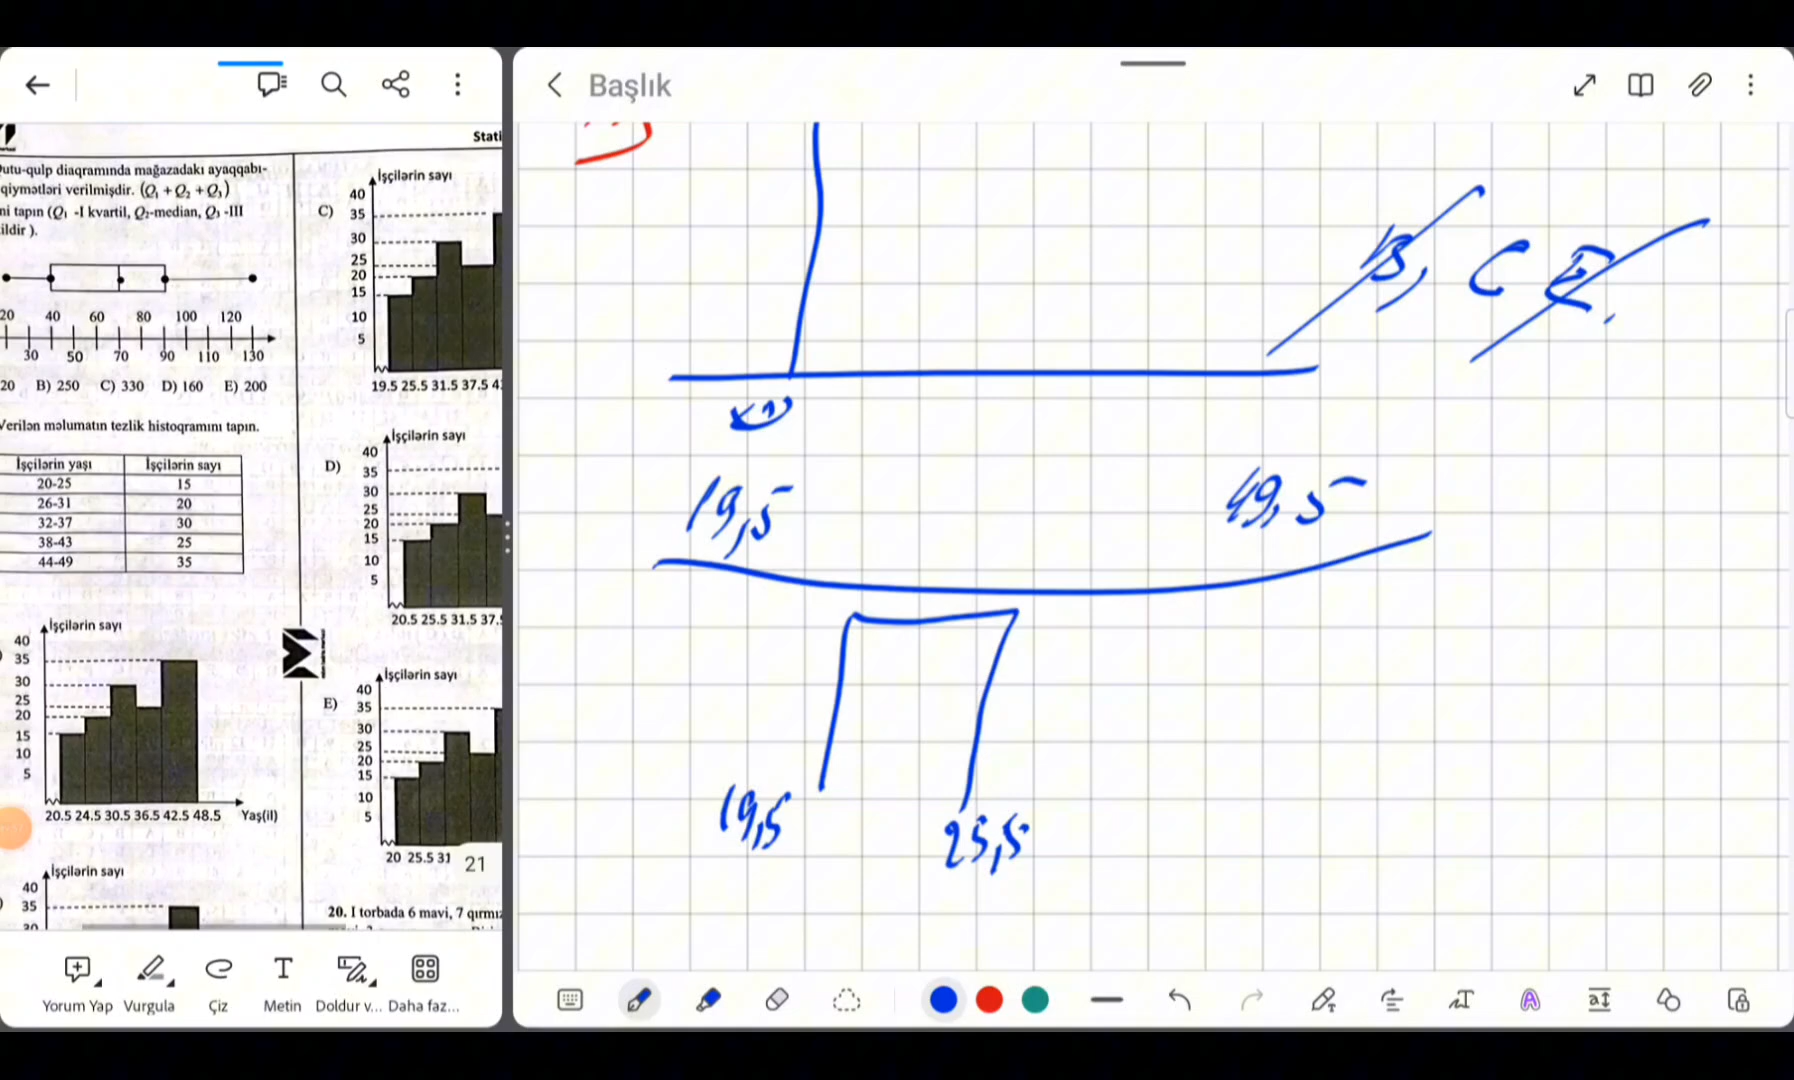 Başlık
Stati
utu-qulp diaqramında mağazadakı ayaqqabı-
qiymətləri verilmişdir. (Q₁ + Q₂ + Q₃)
ni tapın (Q₁ -I kvartil, Q₂-median, Q₃ -III
ildir ).
20 40 60 80 100 120
30 50 70 90 110 130
20 B) 250 C) 330 D) 160 E) 200
Verilən məlumatın tezlik histoqramını tapın.
İşçilərin yaşı İşçilərin sayı
20-25 15
26-31 20
32-37 30
38-43 25
44-49 35
İşçilərin sayı
40
35
30
25
20
15
10
5
20.5 24.5 30.5 36.5 42.5 48.5 Yaş(il)
İşçilərin sayı
40
35
30
C)
İşçilərin sayı
40
35
30
25
20
15
10
5
19.5 25.5 31.5 37.5 4
D)
İşçilərin sayı
40
35
30
25
20
15
10
5
20.5 25.5 31.5 37.
E)
İşçilərin sayı
40
35
30
25
20
15
10
5
20 25.5 31
21
20. I torbada 6 mavi, 7 qırmı
Yorum Yap Vurgula Çiz Metin Doldur v... Daha faz...
B, C E.
19,5 49,5
19,5 25,5